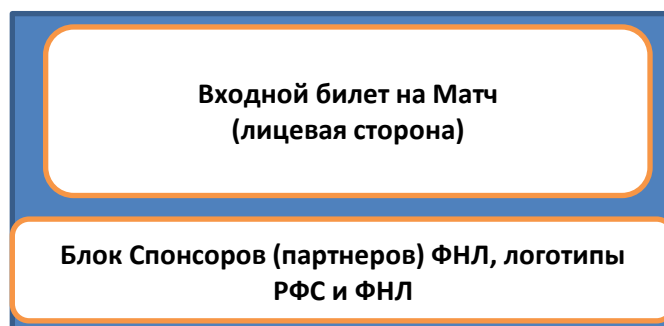 Входной билет на Матч
(лицевая сторона)
Блок Спонсоров (партнеров) ФНЛ, логотипы
РФС и ФНЛ